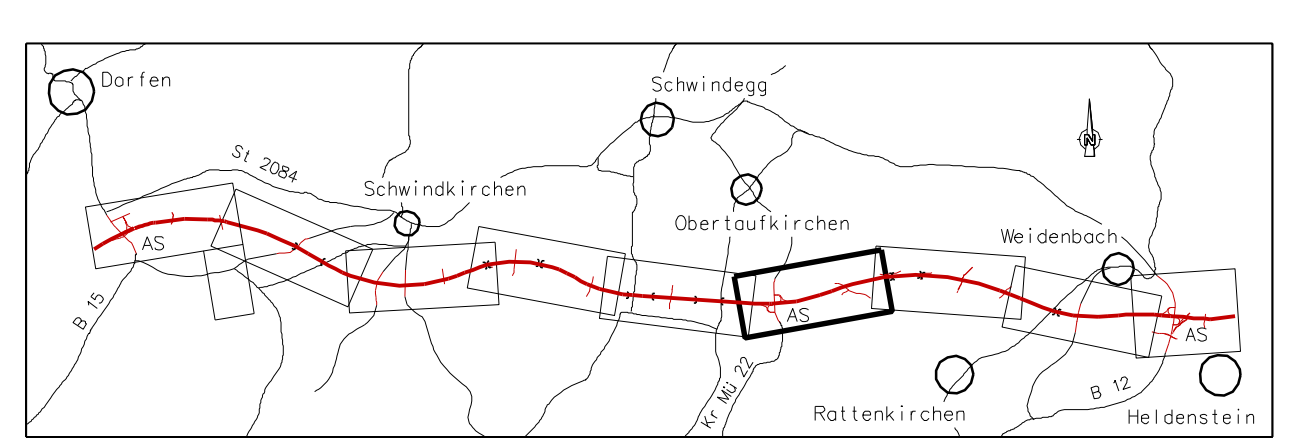 Dorfen
Schwindegg
N
St 2084
Schwindkirchen
Obertaufkirchen
Weidenbach
AS
B 15
AS
AS
Kr Mü 22
B 12
Rattenkirchen
Heldenstein